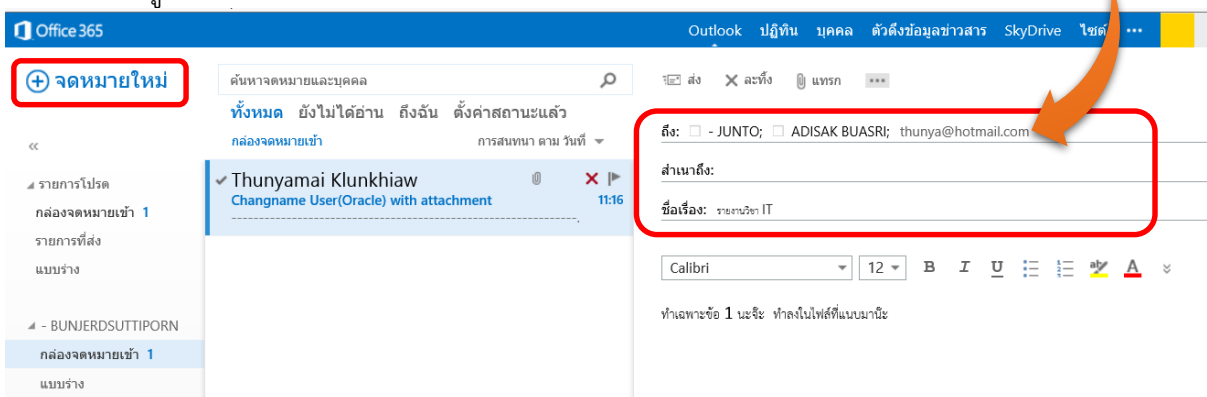 Office 365
Outlook ปฏิทิน บุคคล ตัวดึงข้อมูลข่าวสาร SkyDrive ไซต์ •••
จดหมายใหม่
«
รายการโปรด
กล่องจดหมายเข้า 1
รายการที่ส่ง
แบบร่าง
- BUNJERDSUTTIPORN
กล่องจดหมายเข้า 1
แบบร่าง
ค้นหาจดหมายและบุคคล
ทั้งหมด ยังไม่ได้อ่าน ถึงฉัน ตั้งค่าสถานะแล้ว
กล่องจดหมายเข้า การสนทนา ตาม วันที่
Thunyamai Klunkhiaw
Changname User(Oracle) with attachment 11:16
ส่ง ละทิ้ง แทรก •••
ถึง: - JUNTO; ADISAK BUASRI; thunya@hotmail.com
สำเนาถึง:
ชื่อเรื่อง: รายงานวิชา IT
Calibri 12 B I U aby A
ทำเฉพาะข้อ 1 นะจ๊ะ ทำลงในไฟล์ที่แนบมานี้ะ